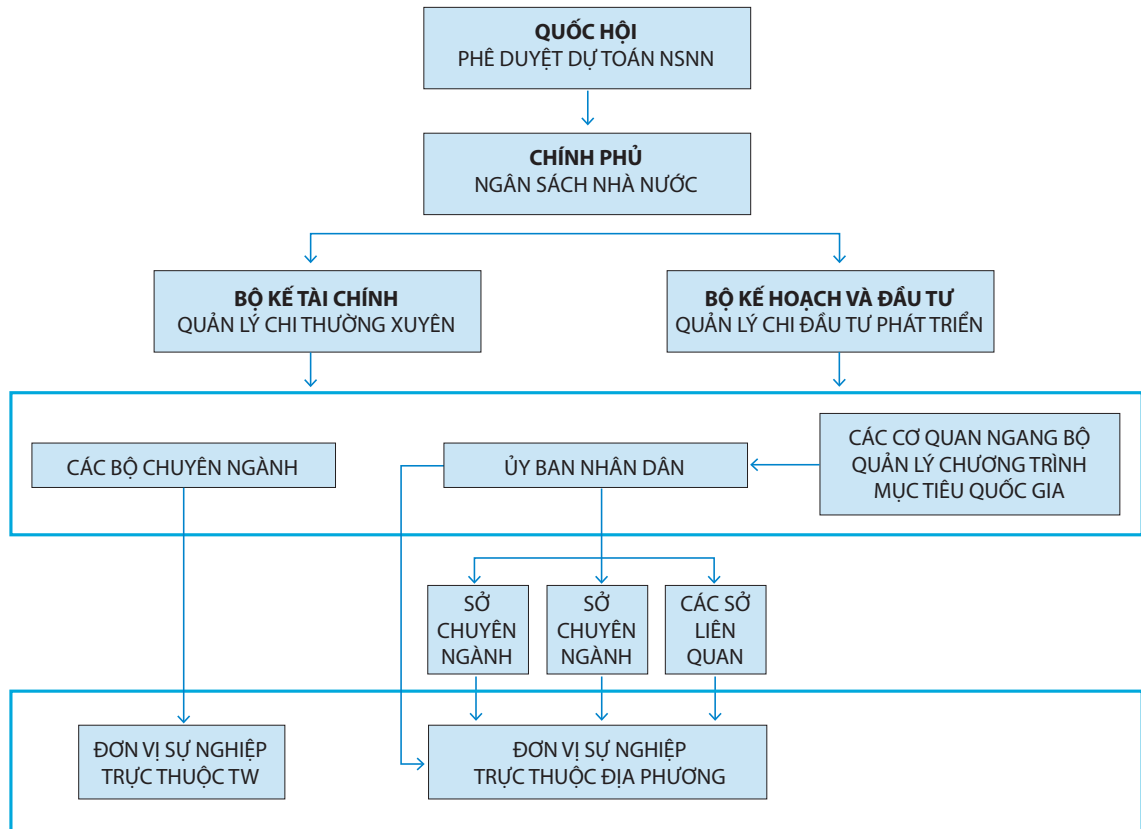 QUỐC HỘI
PHÊ DUYỆT DỰ TOÁN NSNN
CHÍNH PHỦ
NGÂN SÁCH NHÀ NƯỚC
BỘ KẾ TÀI CHÍNH
QUẢN LÝ CHI THƯỜNG XUYÊN
BỘ KẾ HOẠCH VÀ ĐẦU TƯ
QUẢN LÝ CHI ĐẦU TƯ PHÁT TRIỂN
CÁC BỘ CHUYÊN NGÀNH
ỦY BAN NHÂN DÂN
CÁC CƠ QUAN NGANG BỘ
QUẢN LÝ CHƯƠNG TRÌNH
MỤC TIÊU QUỐC GIA
SỞ
CHUYÊN
NGÀNH
SỞ
CHUYÊN
NGÀNH
CÁC SỞ
LIÊN
QUAN
ĐƠN VỊ SỰ NGHIỆP
TRỰC THUỘC TW
ĐƠN VỊ SỰ NGHIỆP
TRỰC THUỘC ĐỊA PHƯƠNG